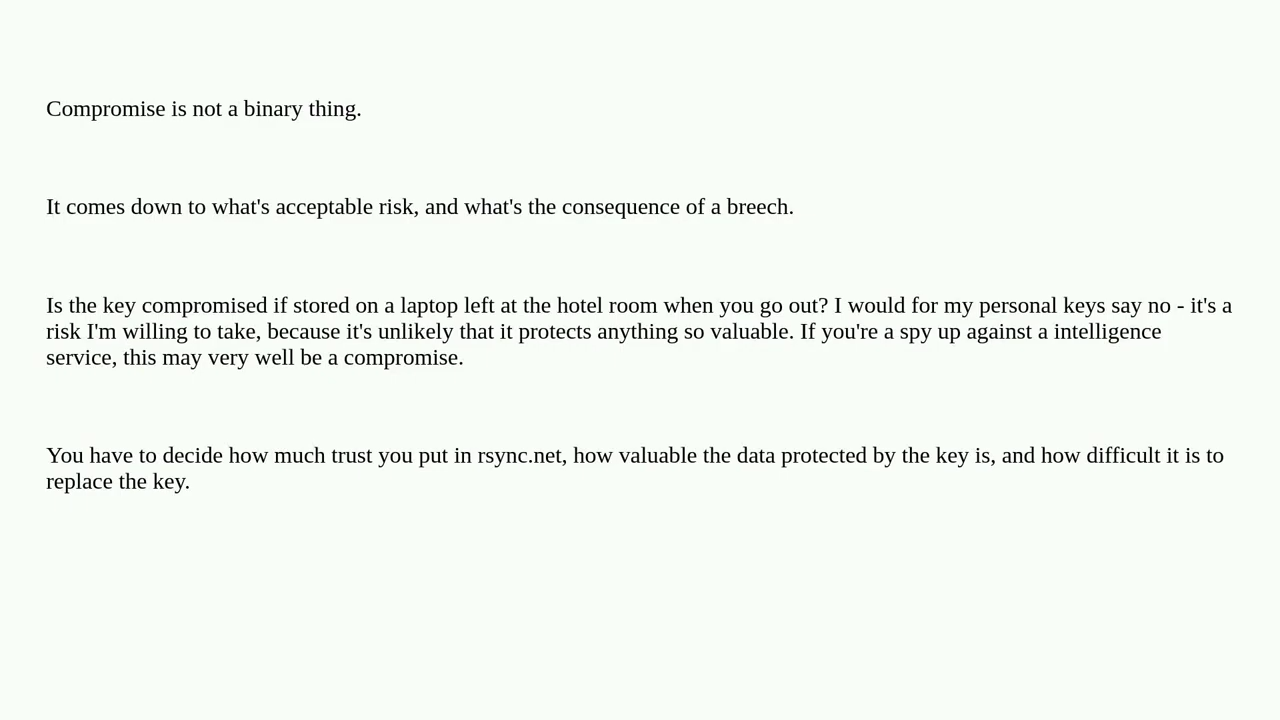 Compromise is not a binary thing.
It comes down to what's acceptable risk, and what's the consequence of a breech.
Is the key compromised if stored on a laptop left at the hotel room when you go out? I would for my personal keys say no - it's a
risk I'm willing to take, because it's unlikely that it protects anything so valuable. If you're a spy up against a intelligence
service, this may very well be a compromise.
You have to decide how much trust you put in rsync.net, how valuable the data protected by the key is, and how difficult it is to
replace the key.